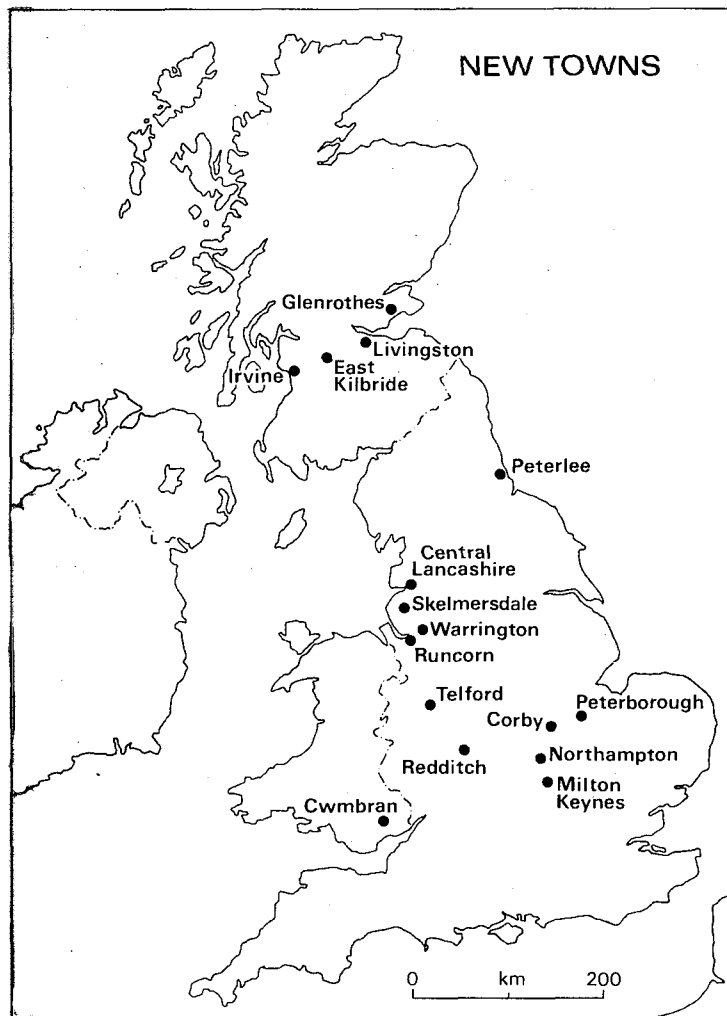 NEW TOWNS
Glenrothes
Livingston
East
Kilbride
Irvine
Peterlee
Central
Lancashire
Skelmersdale
Warrington
Runcorn
Telford
Peterborough
Corby
Redditch
Northampton
Milton
Keynes
Cwmbran
0 km 200